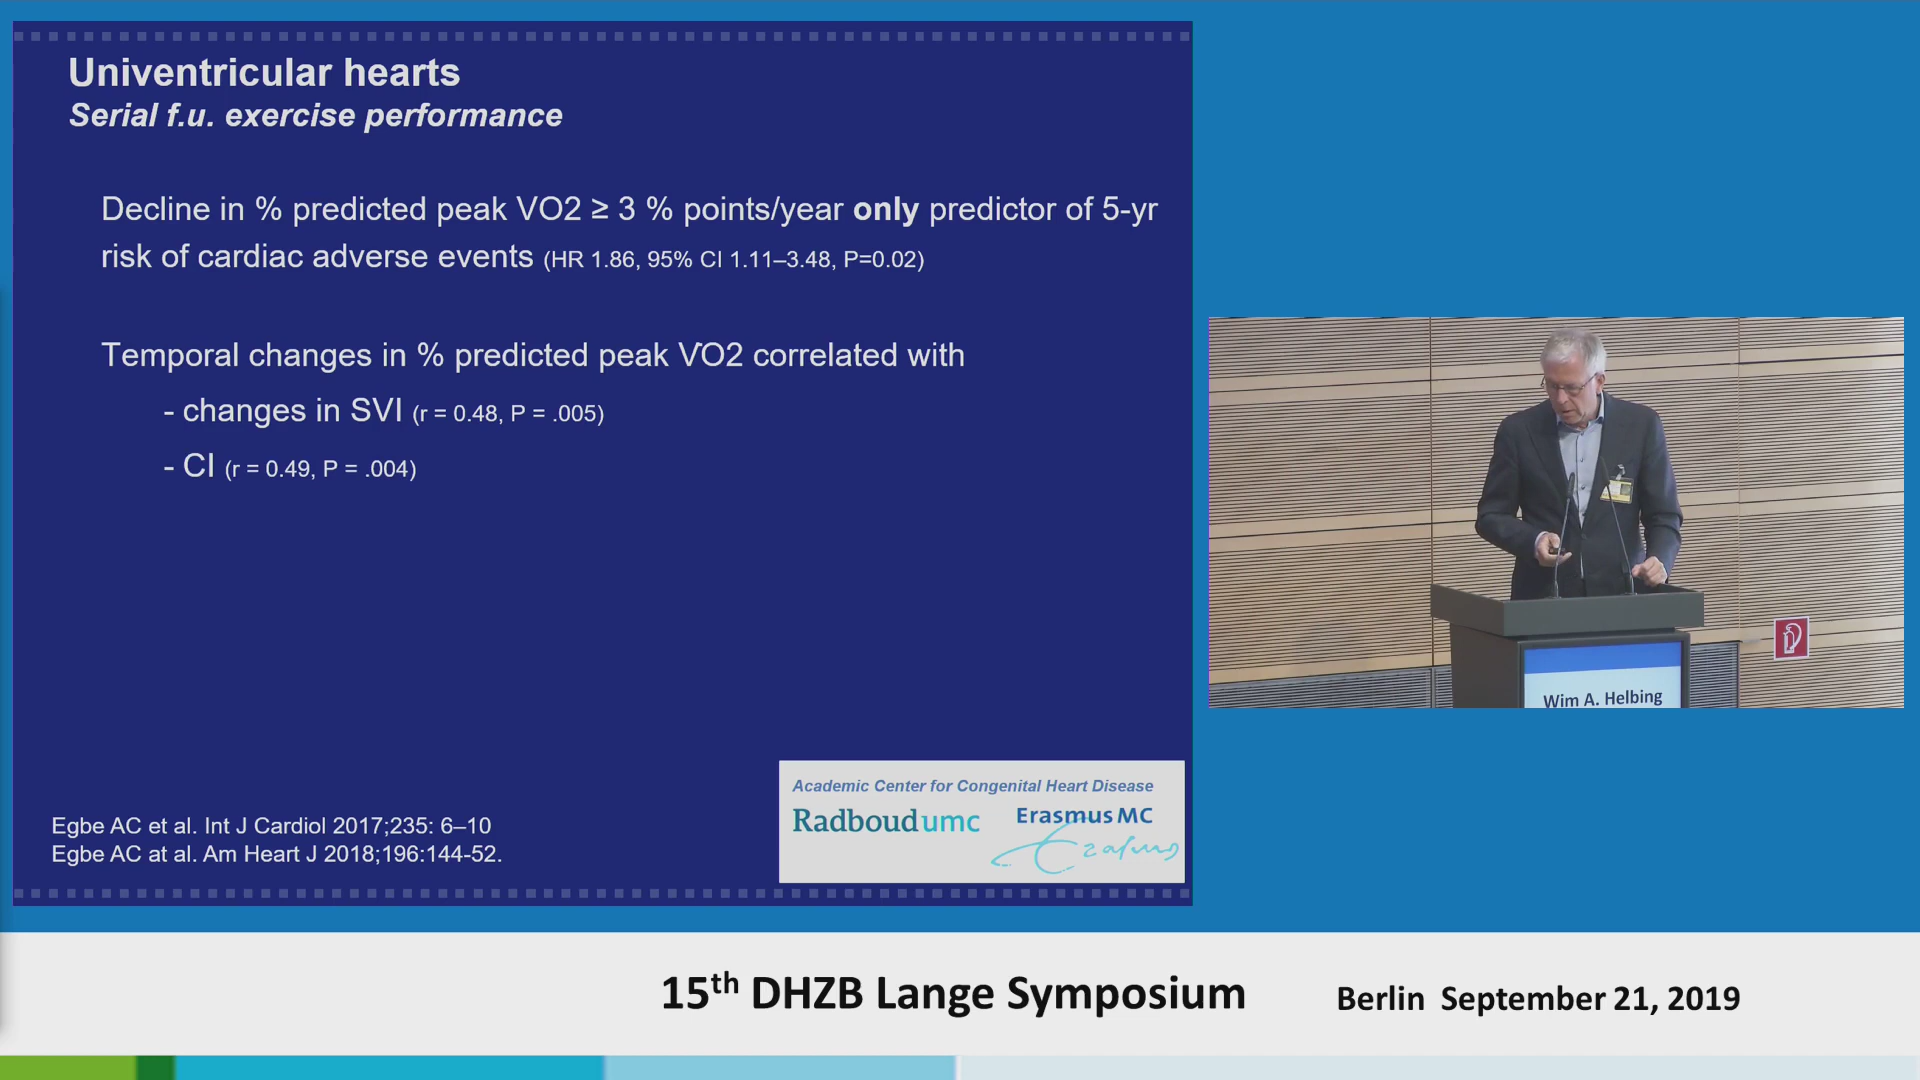 Univentricular hearts
Serial f.u. exercise performance
Decline in % predicted peak VO2 ≥ 3 % points/year only predictor of 5-yr
risk of cardiac adverse events (HR 1.86, 95% CI 1.11–3.48, P=0.02)
Temporal changes in % predicted peak VO2 correlated with
- changes in SVI (r = 0.48, P = .005)
- CI (r = 0.49, P = .004)
Egbe AC et al. Int J Cardiol 2017;235: 6–10
Egbe AC at al. Am Heart J 2018;196:144-52.
Academic Center for Congenital Heart Disease
Radboudumc
Erasmus MC
Erasmus
Wim A. Helbing
15th DHZB Lange Symposium
Berlin September 21, 2019